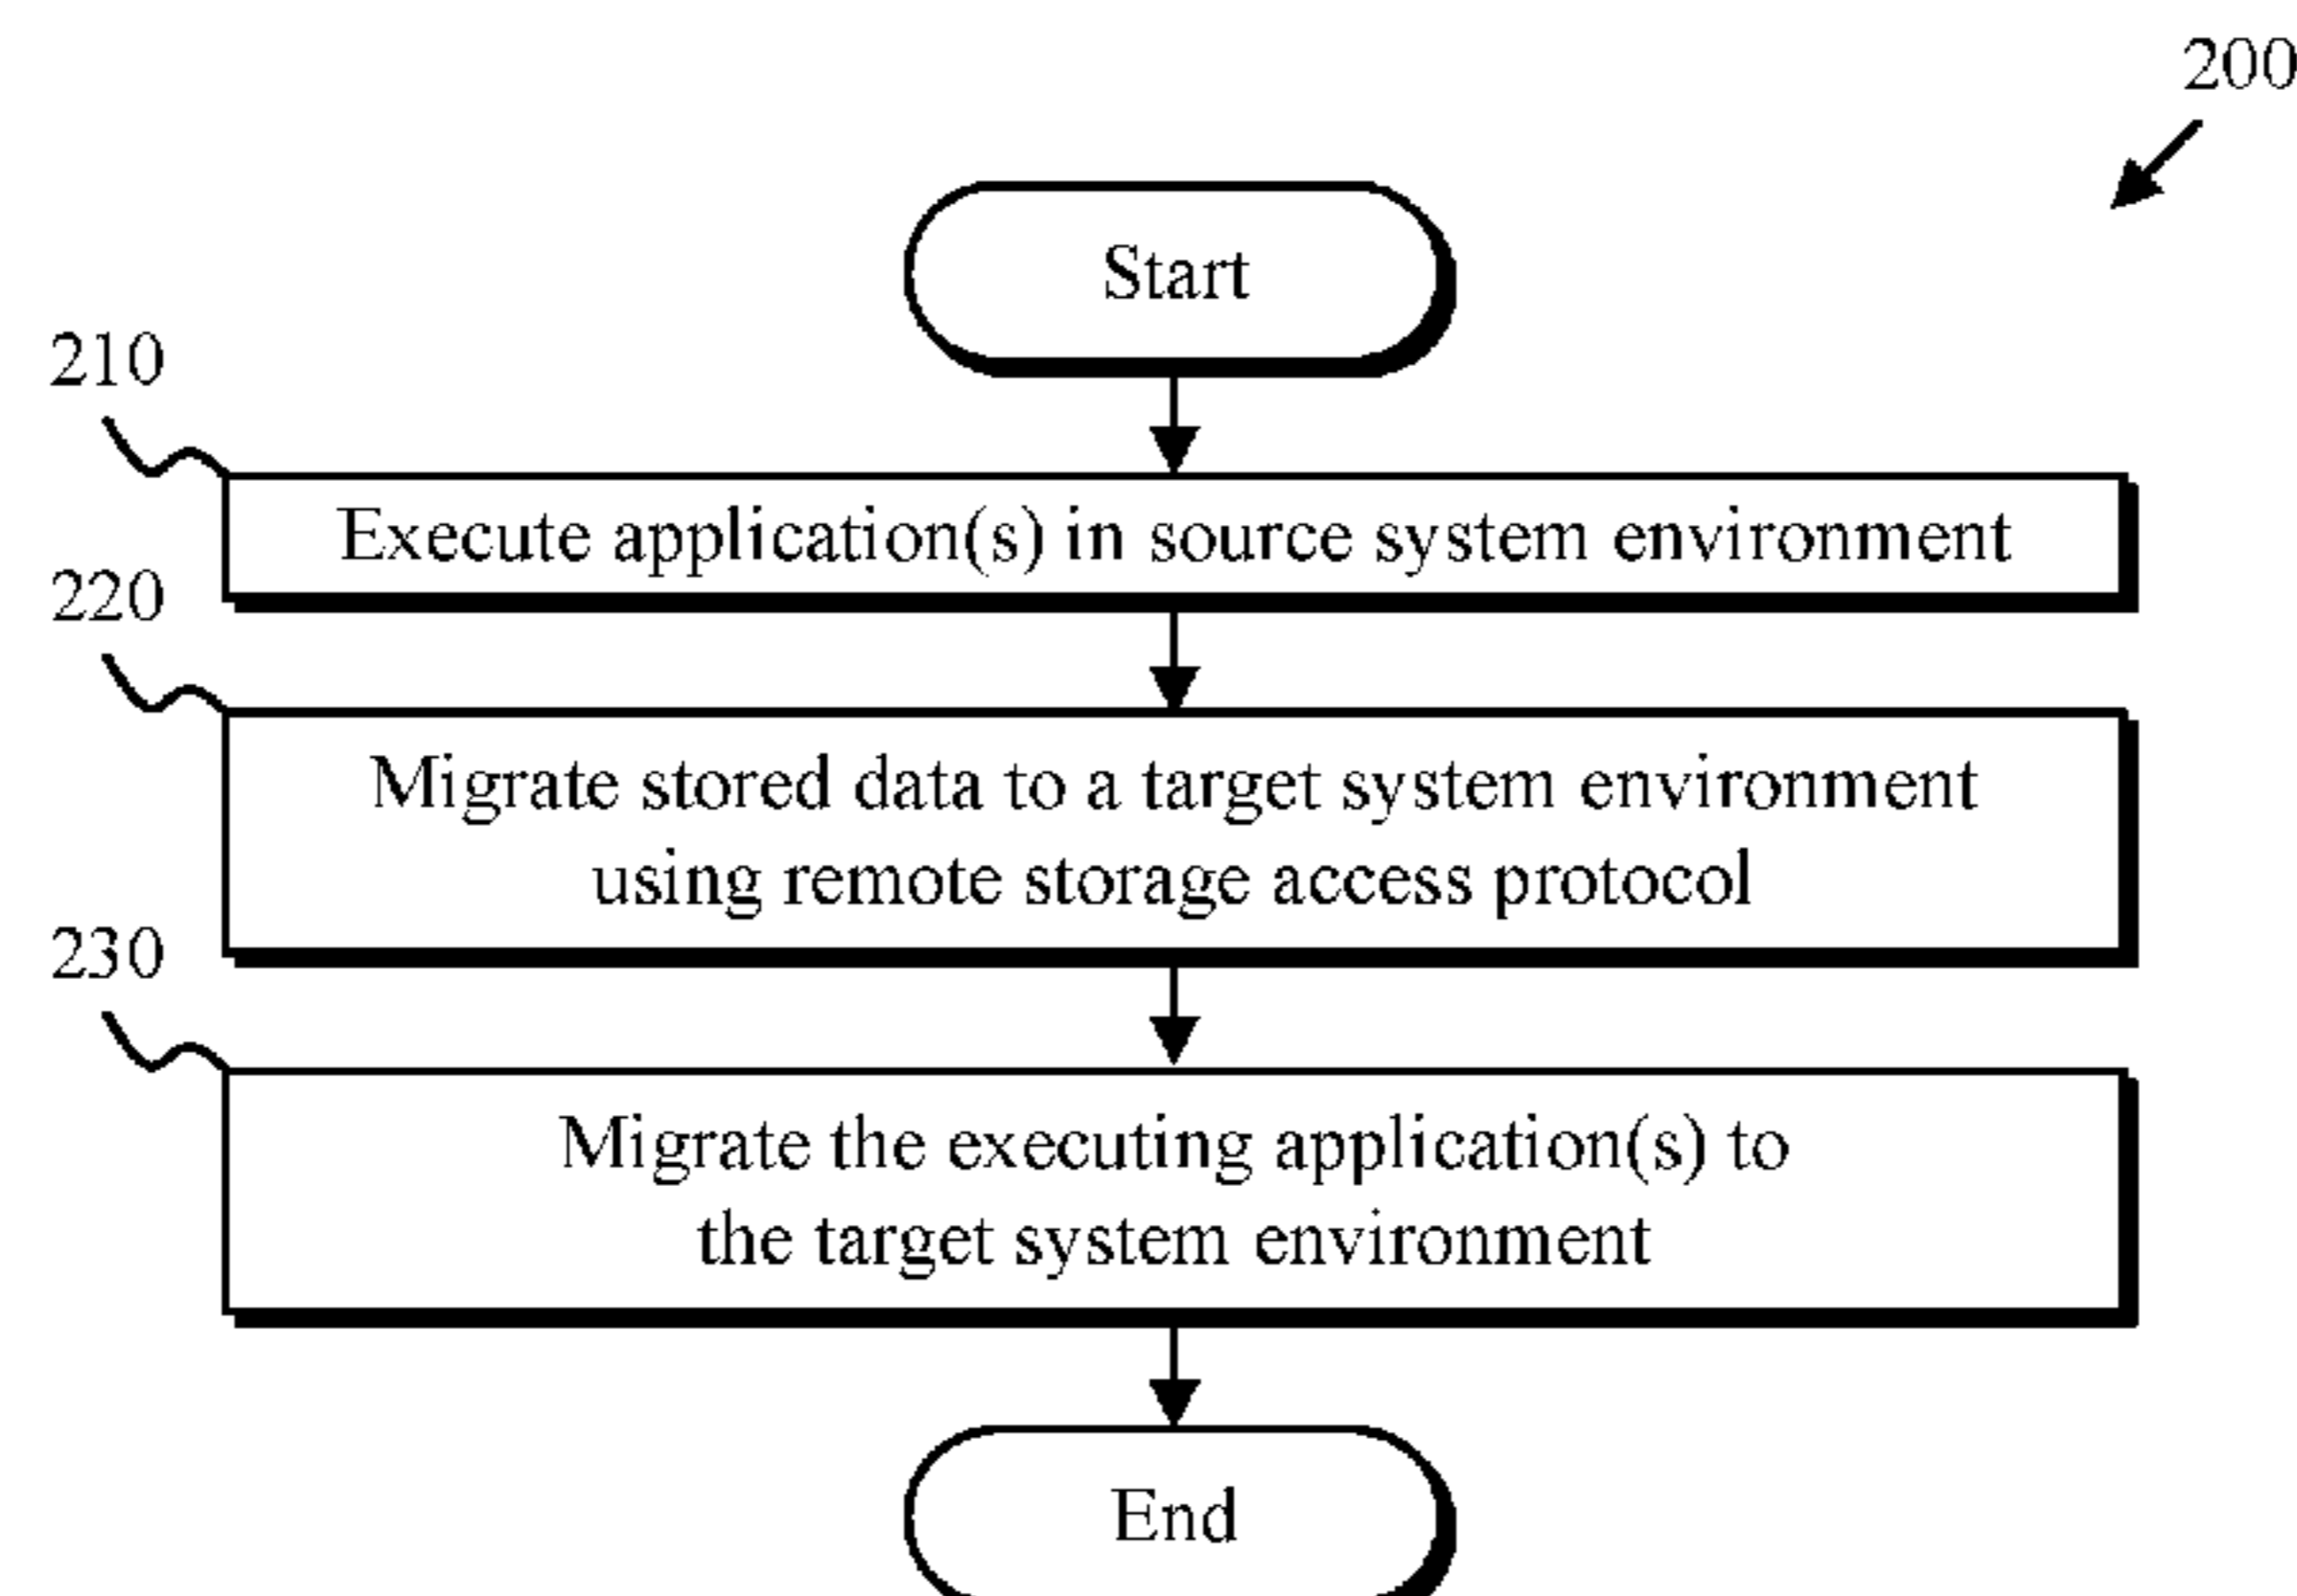 200
Start
210
Execute application(s) in source system environment
220
Migrate stored data to a target system environment
using remote storage access protocol
230
Migrate the executing application(s) to
the target system environment
End